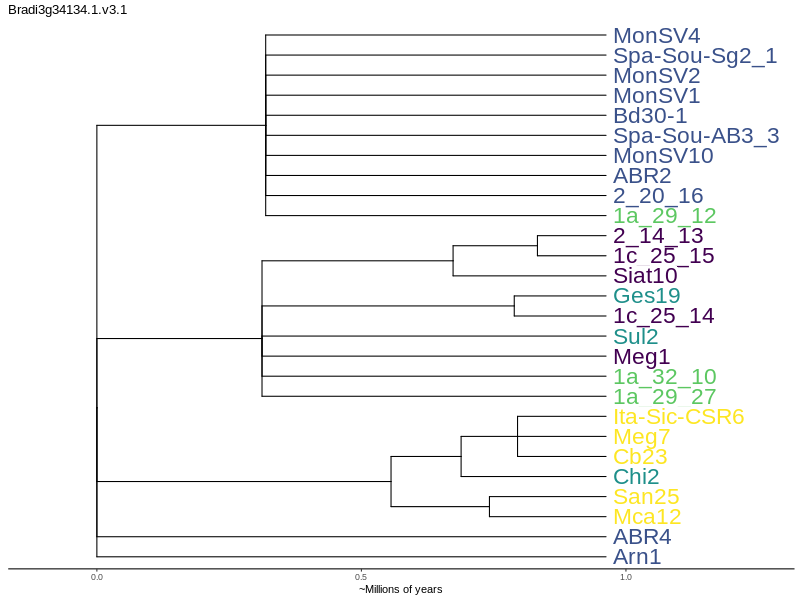 Bradi3g34134.1.v3.1
MonSV4
Spa-Sou-Sg2_1
MonSV2
MonSV1
Bd30-1
Spa-Sou-AB3_3
MonSV10
ABR2
2_20_16
1a_29_12
2_14_13
1c_25_15
Siat10
Ges19
1c_25_14
Sul2
Meg1
1a_32_10
1a_29_27
Ita-Sic-CSR6
Meg7
Cb23
Chi2
San25
Mca12
ABR4
Arn1
0.0 0.5 1.0
~Millions of years